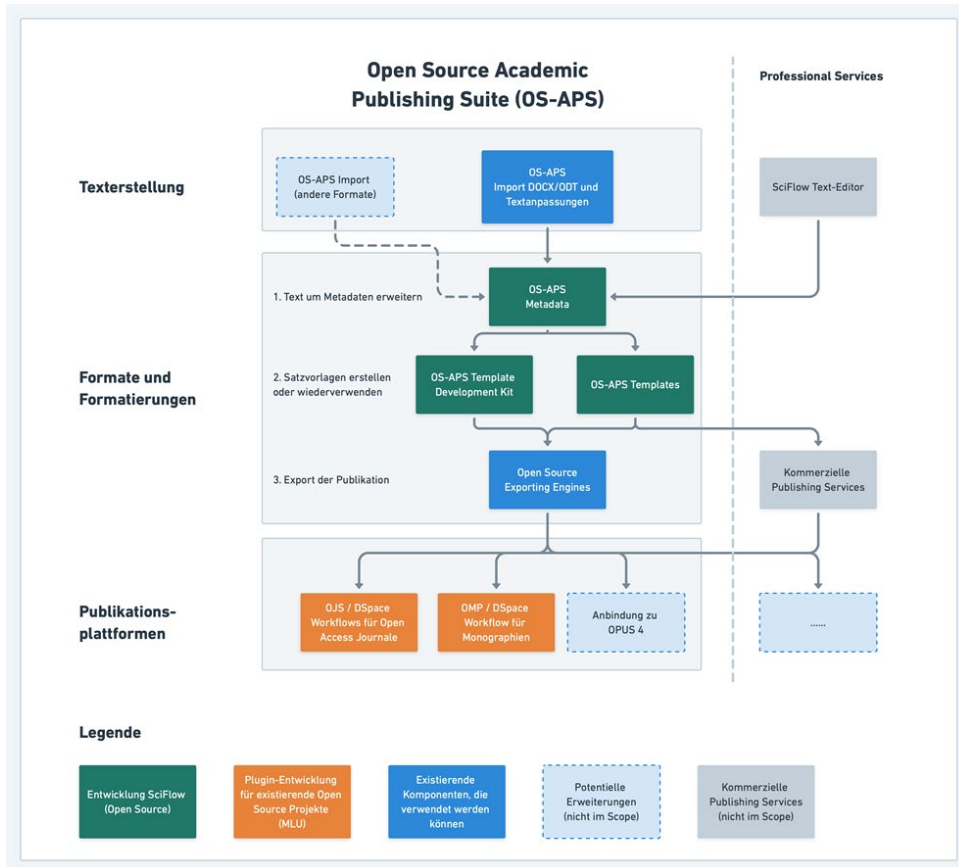 Open Source Academic
Publishing Suite (OS-APS)
Professional Services
Texterstellung
OS-APS Import
(andere Formate)
OS-APS
Import DOCX/ODT und
Textanpassungen
SciFlow Text-Editor
Formate und
Formatierungen
1. Text um Metadaten erweitern
OS-APS
Metadata
2. Satzvorlagen erstellen
oder wiederverwenden
OS-APS Template
Development Kit
OS-APS Templates
3. Export der Publikation
Open Source
Exporting Engines
Kommerzielle
Publishing Services
Publikations-
plattformen
OJS / DSpace
Workflows für Open
Access Journale
OMP / DSpace
Workflow für
Monographien
Anbindung zu
OPUS 4
......
Legende
Entwicklung SciFlow
(Open Source)
Plugin-Entwicklung
für existierende Open
Source Projekte
(MLU)
Existierende
Komponenten, die
verwendet werden
können
Potentielle
Erweiterungen
(nicht im Scope)
Kommerzielle
Publishing Services
(nicht im Scope)